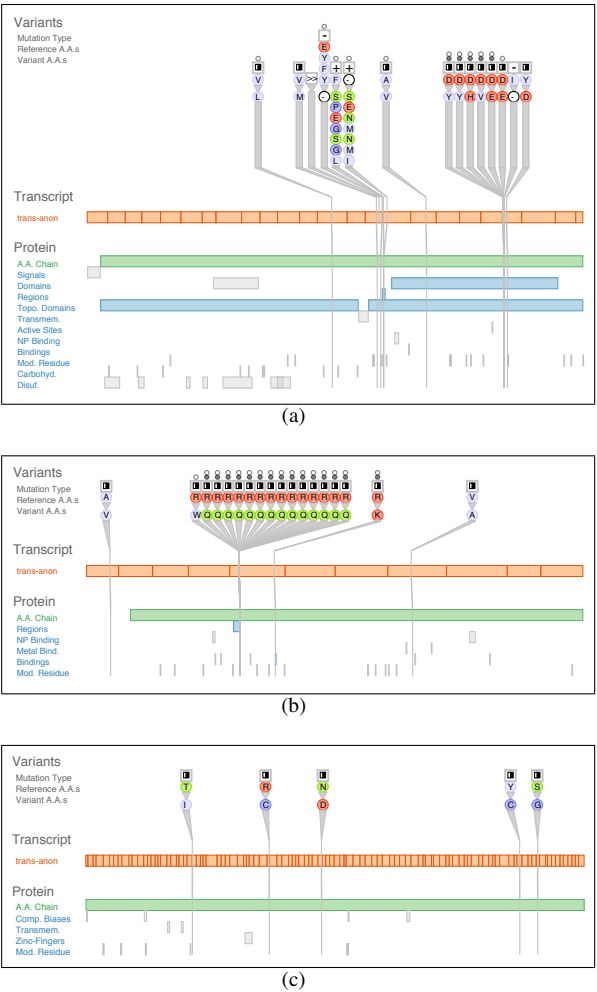 Variants
-
Mutation Type E
Y
F + + -
Reference A.A.s V V >> Y F - A D D D D D D I Y
Variant A.A.s L M - S S V Y Y H V E E - D
P E
E N
G M
S N
G M
L I
Transcript
trans-anon
Protein
A.A. Chain
Signals
Domains
Regions
Topo. Domains
Transmem.
Active Sites
NP Binding
Bindings
Mod. Residue
Carbohyd.
Disuf.
(a)
Variants
Mutation Type
Reference A.A.s A R R R R R R R R R R R R R R R R V
Variant A.A.s V W Q Q Q Q Q Q Q Q Q Q Q Q Q Q K A
Transcript
trans-anon
Protein
A.A. Chain
Regions
NP Binding
Metal Bind.
Bindings
Mod. Residue
(b)
Variants
Mutation Type
Reference A.A.s T R N Y S
Variant A.A.s I C D C G
Transcript
trans-anon
Protein
A.A. Chain
Comp. Biases
Transmem.
Zinc-Fingers
Mod. Residue
(c)